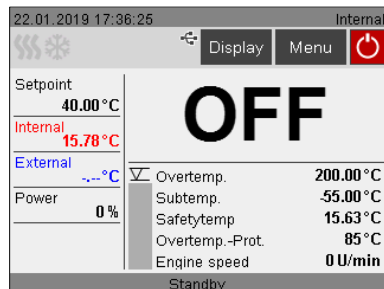 22.01.2019 17:36:25 Internal
Display Menu
Setpoint
40.00°C
Internal
15.78°C
External
-.--°C
Power
0 %
OFF
Overtemp. 200.00°C
Subtemp. -55.00°C
Safetytemp 15.63°C
Overtemp.-Prot. 85°C
Engine speed 0 U/min
Standby